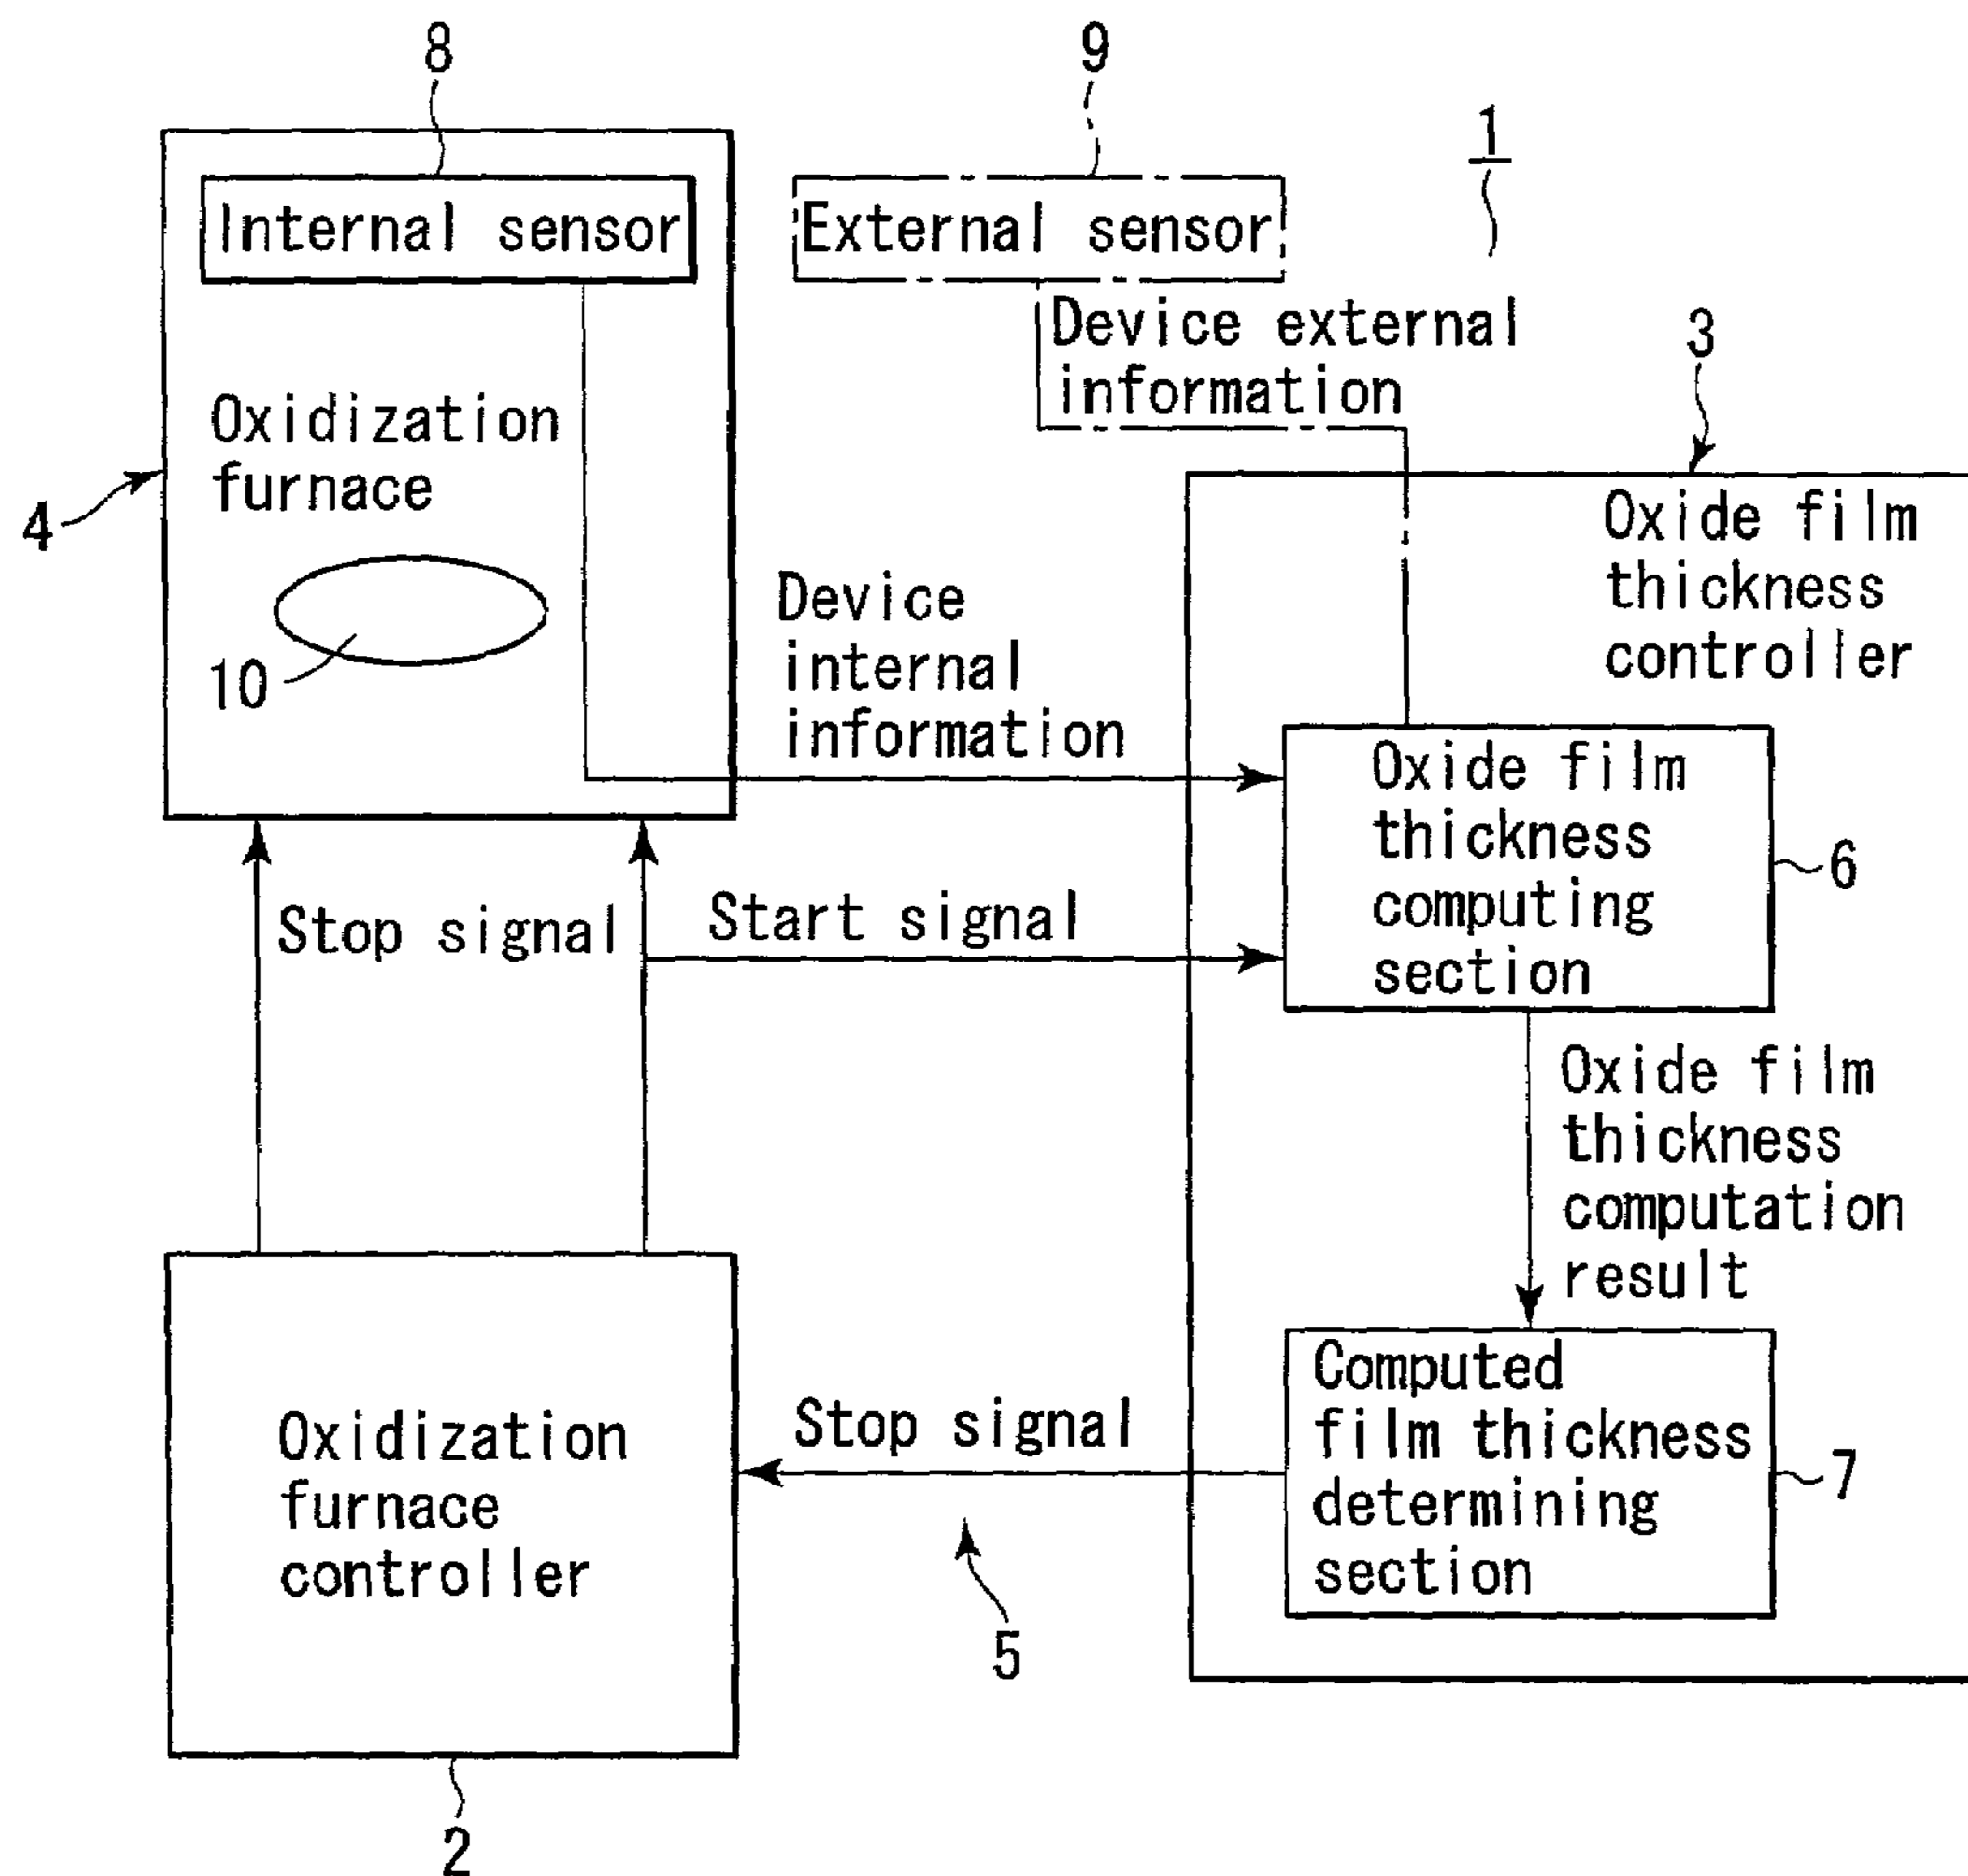 8
9
1
Internal sensor
External sensor
Device external
information
3
Oxidization
furnace
4
Oxide film
thickness
controller
10
Device
internal
information
Oxide film
thickness
computing
section
6
Stop signal
Start signal
Oxide film
thickness
computation
result
Computed
film thickness
determining
section
7
Stop signal
Oxidization
furnace
controller
5
2